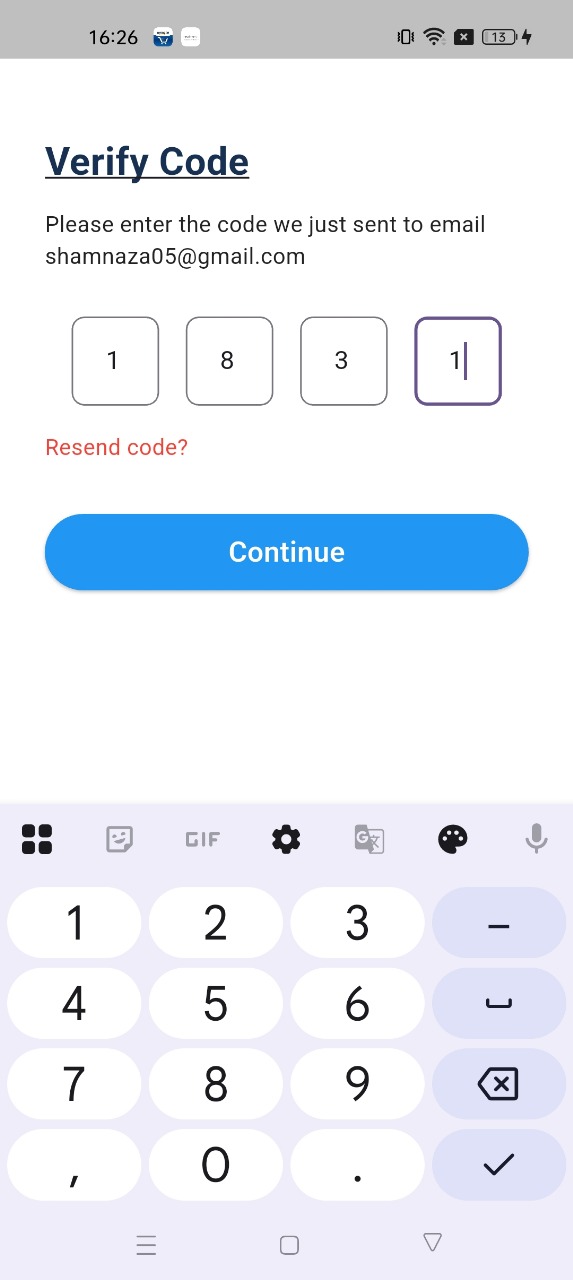 16:26
13
Verify Code
Please enter the code we just sent to email
shamnaza05@gmail.com
1 8 3 1
Resend code?
Continue
GIF
1 2 3 –
4 5 6
7 8 9
, 0 .